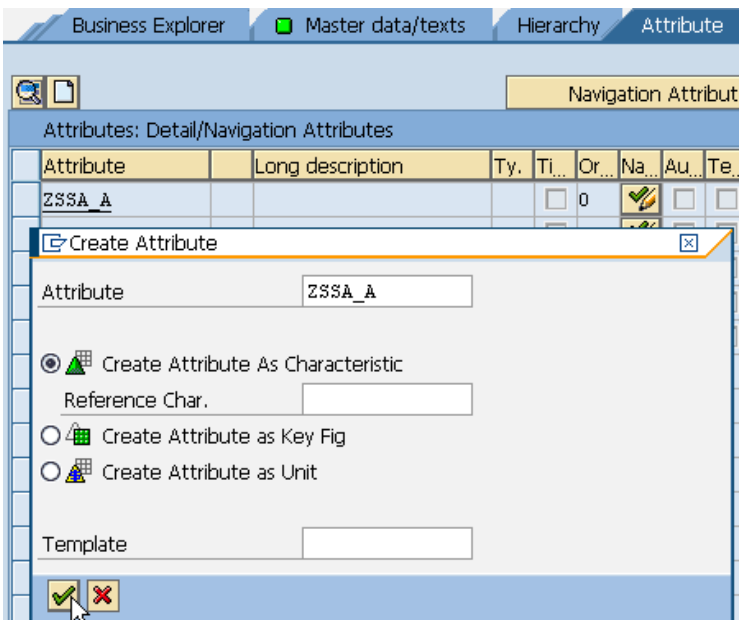 Business Explorer Master data/texts Hierarchy Attribute
Navigation Attribut
Attributes: Detail/Navigation Attributes
Attribute Long description Ty. Ti... Or... Na... Au... Te...
ZSSA_A 0
Create Attribute
Attribute ZSSA_A
Create Attribute As Characteristic
Reference Char.
Create Attribute as Key Fig
Create Attribute as Unit
Template